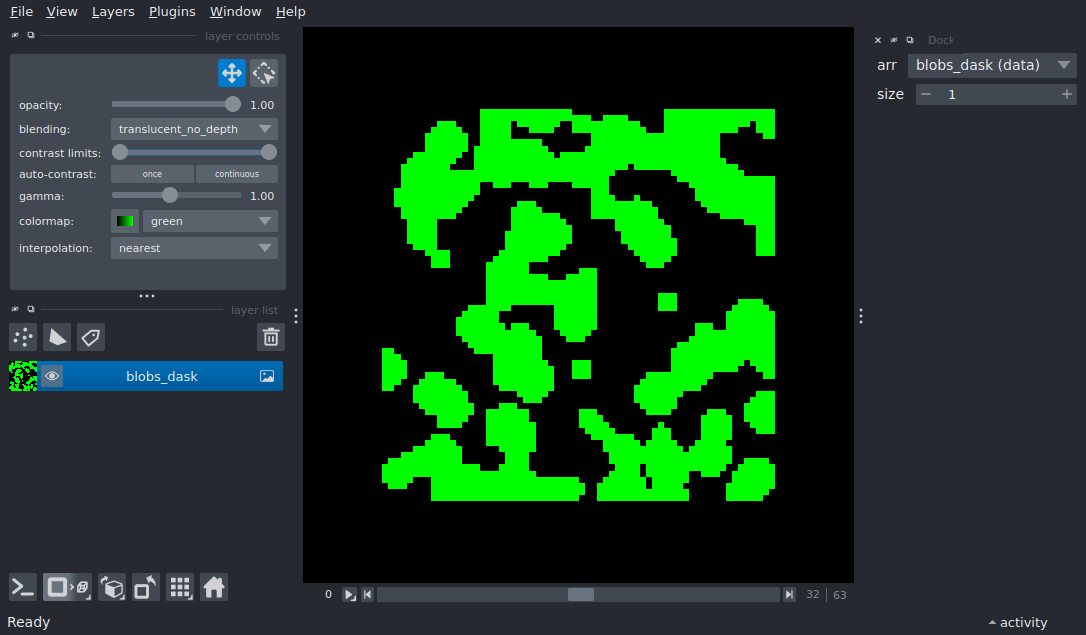 File View Layers Plugins Window Help
layer controls
opacity: 1.00
blending: translucent_no_depth
contrast limits:
auto-contrast: once continuous
gamma: 1.00
colormap: green
interpolation: nearest
layer list
blobs_dask
0 32 63
Ready
activity
Dock
arr blobs_dask (data)
size 1